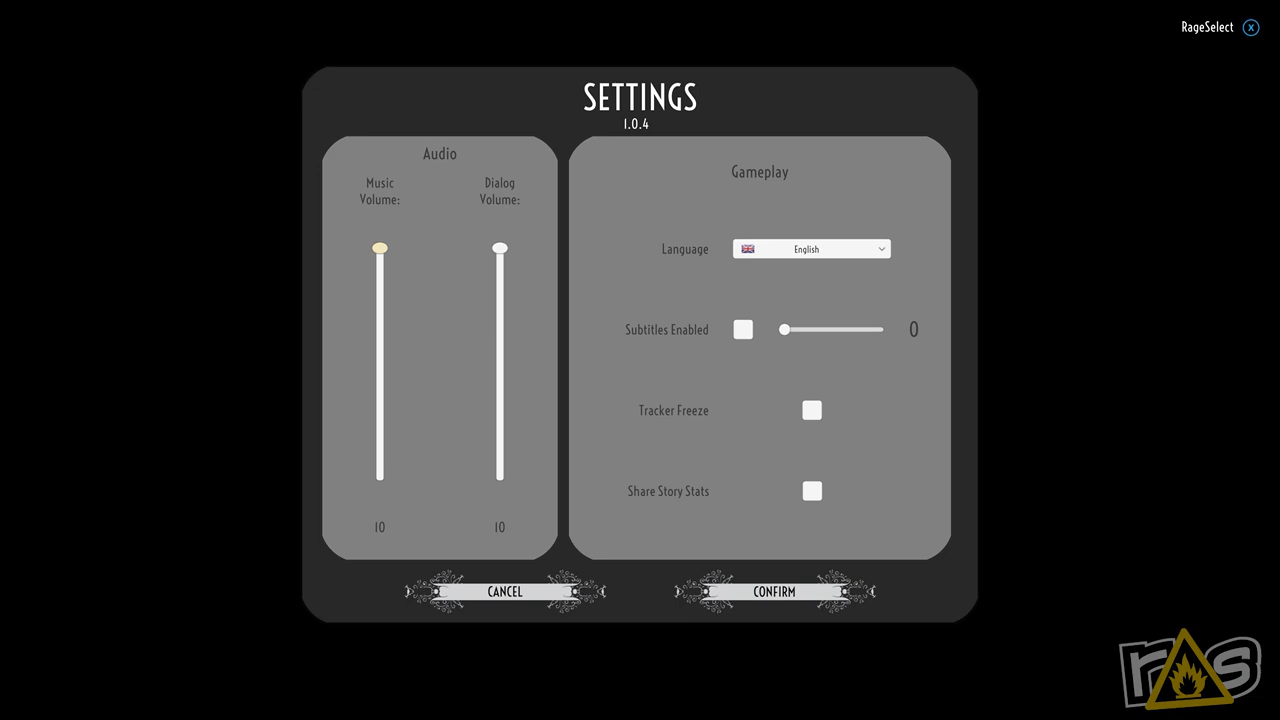 RageSelect X
SETTINGS
1.0.4
Audio
Music
Volume:
Dialog
Volume:
10
10
Gameplay
Language
English
Subtitles Enabled
0
Tracker Freeze
Share Story Stats
CANCEL
CONFIRM
ras